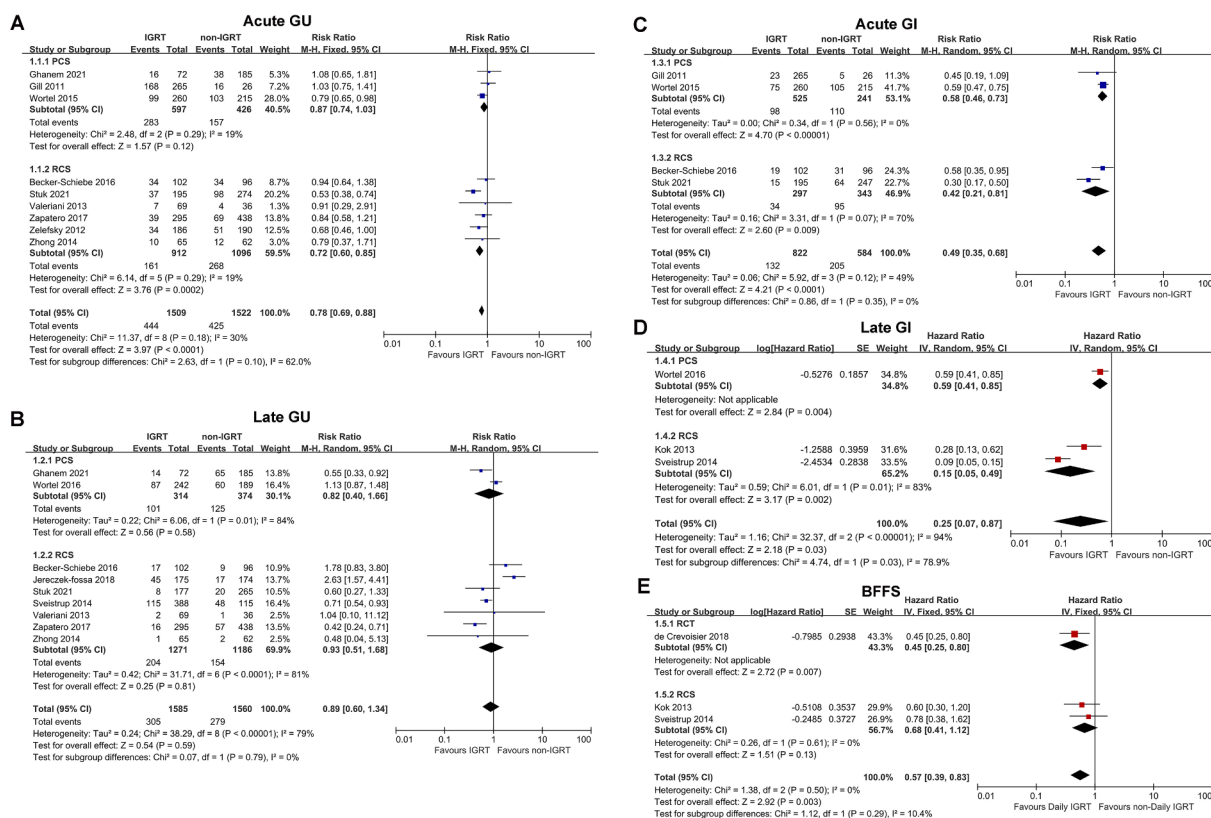 A
Acute GU
IGRT non-IGRT Risk Ratio Risk Ratio
Study or Subgroup Events Total Events Total Weight M-H, Fixed, 95% CI M-H, Fixed, 95% CI
1.1.1 PCS
Ghanem 2021 16 72 38 185 5.3% 1.08 [0.65, 1.81]
Gill 2011 168 265 16 26 7.2% 1.03 [0.75, 1.41]
Wortel 2015 99 260 103 215 28.0% 0.79 [0.65, 0.98]
Subtotal (95% CI) 597 426 40.5% 0.87 [0.74, 1.03]
Total events 283 157
Heterogeneity: Chi² = 2.48, df = 2 (P = 0.29); I² = 19%
Test for overall effect: Z = 1.57 (P = 0.12)
1.1.2 RCS
Becker-Schiebe 2016 34 102 34 96 8.7% 0.94 [0.64, 1.38]
Stuk 2021 37 195 98 274 20.2% 0.53 [0.38, 0.74]
Valeriani 2013 7 69 4 36 1.3% 0.91 [0.29, 2.91]
Zapatero 2017 39 295 69 438 13.8% 0.84 [0.58, 1.21]
Zelefsky 2012 34 186 51 190 12.5% 0.68 [0.46, 1.00]
Zhong 2014 10 65 12 62 3.0% 0.79 [0.37, 1.71]
Subtotal (95% CI) 912 1096 59.5% 0.72 [0.60, 0.85]
Total events 161 268
Heterogeneity: Chi² = 6.14, df = 5 (P = 0.29); I² = 19%
Test for overall effect: Z = 3.76 (P = 0.0002)
Total (95% CI) 1509 1522 100.0% 0.78 [0.69, 0.88]
Total events 444 425
Heterogeneity: Chi² = 11.37, df = 8 (P = 0.18); I² = 30%
Test for overall effect: Z = 3.97 (P < 0.0001)
Test for subgroup differences: Chi² = 2.63, df = 1 (P = 0.10), I² = 62.0%
0.01 0.1 1 10 100
Favours IGRT Favours non-IGRT
B
Late GU
IGRT non-IGRT Risk Ratio Risk Ratio
Study or Subgroup Events Total Events Total Weight M-H, Random, 95% CI M-H, Random, 95% CI
1.2.1 PCS
Ghanem 2021 14 72 65 185 13.8% 0.55 [0.33, 0.92]
Wortel 2016 87 242 60 189 16.4% 1.13 [0.87, 1.48]
Subtotal (95% CI) 314 374 30.1% 0.82 [0.40, 1.66]
Total events 101 125
Heterogeneity: Tau² = 0.22; Chi² = 6.06, df = 1 (P = 0.01); I² = 84%
Test for overall effect: Z = 0.56 (P = 0.58)
1.2.2 RCS
Becker-Schiebe 2016 17 102 9 96 10.9% 1.78 [0.83, 3.80]
Jereczek-fossa 2018 45 175 17 174 13.7% 2.63 [1.57, 4.41]
Stuk 2021 8 177 20 265 10.4% 0.60 [0.27, 1.33]
Sveistrup 2014 115 388 48 115 16.4% 0.71 [0.54, 0.93]
Valeriani 2013 2 69 1 36 2.5% 1.04 [0.10, 11.12]
Zapatero 2017 16 295 57 438 13.4% 0.42 [0.24, 0.71]
Zhong 2014 1 65 2 62 2.5% 0.48 [0.04, 5.13]
Subtotal (95% CI) 1271 1186 69.9% 0.93 [0.51, 1.68]
Total events 204 154
Heterogeneity: Tau² = 0.42; Chi² = 31.71, df = 6 (P < 0.0001); I² = 81%
Test for overall effect: Z = 0.25 (P = 0.81)
Total (95% CI) 1585 1560 100.0% 0.89 [0.60, 1.34]
Total events 305 279
Heterogeneity: Tau² = 0.24; Chi² = 38.29, df = 8 (P < 0.00001); I² = 79%
Test for overall effect: Z = 0.54 (P = 0.59)
Test for subgroup differences: Chi² = 0.07, df = 1 (P = 0.79), I² = 0%
0.01 0.1 1 10 100
Favours IGRT Favours non-IGRT
C
Acute GI
IGRT non-IGRT Risk Ratio Risk Ratio
Study or Subgroup Events Total Events Total Weight M-H, Random, 95% CI M-H, Random, 95% CI
1.3.1 PCS
Gill 2011 23 265 5 26 11.3% 0.45 [0.19, 1.09]
Wortel 2015 75 260 105 215 41.7% 0.59 [0.47, 0.75]
Subtotal (95% CI) 525 241 53.1% 0.58 [0.46, 0.73]
Total events 98 110
Heterogeneity: Tau² = 0.00; Chi² = 0.34, df = 1 (P = 0.56); I² = 0%
Test for overall effect: Z = 4.70 (P < 0.00001)
1.3.2 RCS
Becker-Schiebe 2016 19 102 31 96 24.3% 0.58 [0.35, 0.95]
Stuk 2021 15 195 64 247 22.7% 0.30 [0.17, 0.50]
Subtotal (95% CI) 297 343 46.9% 0.42 [0.21, 0.81]
Total events 34 95
Heterogeneity: Tau² = 0.16; Chi² = 3.31, df = 1 (P = 0.07); I² = 70%
Test for overall effect: Z = 2.60 (P = 0.009)
Total (95% CI) 822 584 100.0% 0.49 [0.35, 0.68]
Total events 132 205
Heterogeneity: Tau² = 0.06; Chi² = 5.92, df = 3 (P = 0.12); I² = 49%
Test for overall effect: Z = 4.21 (P < 0.0001)
Test for subgroup differences: Chi² = 0.86, df = 1 (P = 0.35), I² = 0%
0.01 0.1 1 10 100
Favours IGRT Favours non-IGRT
D
Late GI
Hazard Ratio Hazard Ratio
Study or Subgroup log[Hazard Ratio] SE Weight IV, Random, 95% CI IV, Random, 95% CI
1.4.1 PCS
Wortel 2016 -0.5276 0.1857 34.8% 0.59 [0.41, 0.85]
Subtotal (95% CI) 34.8% 0.59 [0.41, 0.85]
Heterogeneity: Not applicable
Test for overall effect: Z = 2.84 (P = 0.004)
1.4.2 RCS
Kok 2013 -1.2588 0.3959 31.6% 0.28 [0.13, 0.62]
Sveistrup 2014 -2.4534 0.2838 33.5% 0.09 [0.05, 0.15]
Subtotal (95% CI) 65.2% 0.15 [0.05, 0.49]
Heterogeneity: Tau² = 0.59; Chi² = 6.01, df = 1 (P = 0.01); I² = 83%
Test for overall effect: Z = 3.17 (P = 0.002)
Total (95% CI) 100.0% 0.25 [0.07, 0.87]
Heterogeneity: Tau² = 1.16; Chi² = 32.37, df = 2 (P < 0.00001); I² = 94%
Test for overall effect: Z = 2.18 (P = 0.03)
Test for subgroup differences: Chi² = 4.74, df = 1 (P = 0.03), I² = 78.9%
0.01 0.1 1 10 100
Favours IGRT Favours non-IGRT
E
BFFS
Hazard Ratio Hazard Ratio
Study or Subgroup log[Hazard Ratio] SE Weight IV, Fixed, 95% CI IV, Fixed, 95% CI
1.5.1 RCT
de Crevoisier 2018 -0.7985 0.2938 43.3% 0.45 [0.25, 0.80]
Subtotal (95% CI) 43.3% 0.45 [0.25, 0.80]
Heterogeneity: Not applicable
Test for overall effect: Z = 2.72 (P = 0.007)
1.5.2 RCS
Kok 2013 -0.5108 0.3537 29.9% 0.60 [0.30, 1.20]
Sveistrup 2014 -0.2485 0.3727 26.9% 0.78 [0.38, 1.62]
Subtotal (95% CI) 56.7% 0.68 [0.41, 1.12]
Heterogeneity: Chi² = 0.26, df = 1 (P = 0.61); I² = 0%
Test for overall effect: Z = 1.51 (P = 0.13)
Total (95% CI) 100.0% 0.57 [0.39, 0.83]
Heterogeneity: Chi² = 1.38, df = 2 (P = 0.50); I² = 0%
Test for overall effect: Z = 2.92 (P = 0.003)
Test for subgroup differences: Chi² = 1.12, df = 1 (P = 0.29), I² = 10.4%
0.01 0.1 1 10 100
Favours Daily IGRT Favours non-Daily IGRT